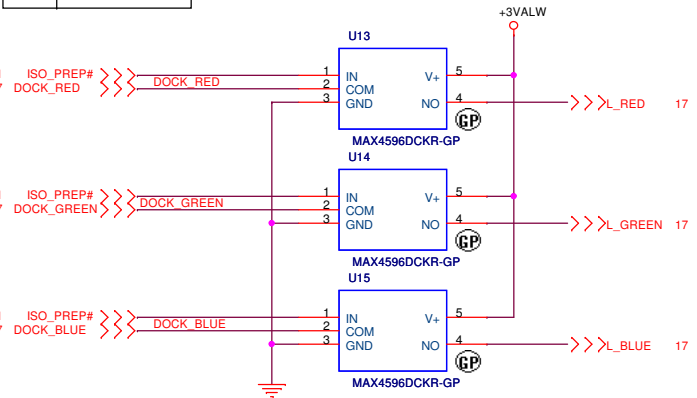 +3VALW
U13
ISO_PREP#
DOCK_RED
DOCK_RED
1 IN V+ 5
2 COM
3 GND NO 4
L_RED 17
GP
MAX4596DCKR-GP
U14
ISO_PREP#
DOCK_GREEN
DOCK_GREEN
1 IN V+ 5
2 COM
3 GND NO 4
L_GREEN 17
GP
MAX4596DCKR-GP
U15
ISO_PREP#
DOCK_BLUE
DOCK_BLUE
1 IN V+ 5
2 COM
3 GND NO 4
L_BLUE 17
GP
MAX4596DCKR-GP